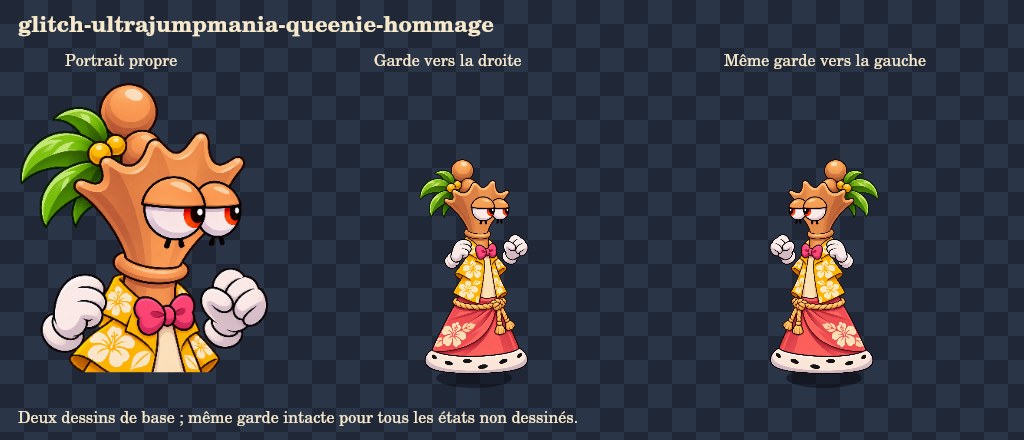 glitch-ultrajumpmania-queenie-hommage
Portrait propre
Garde vers la droite
Même garde vers la gauche
Deux dessins de base ; même garde intacte pour tous les états non dessinés.